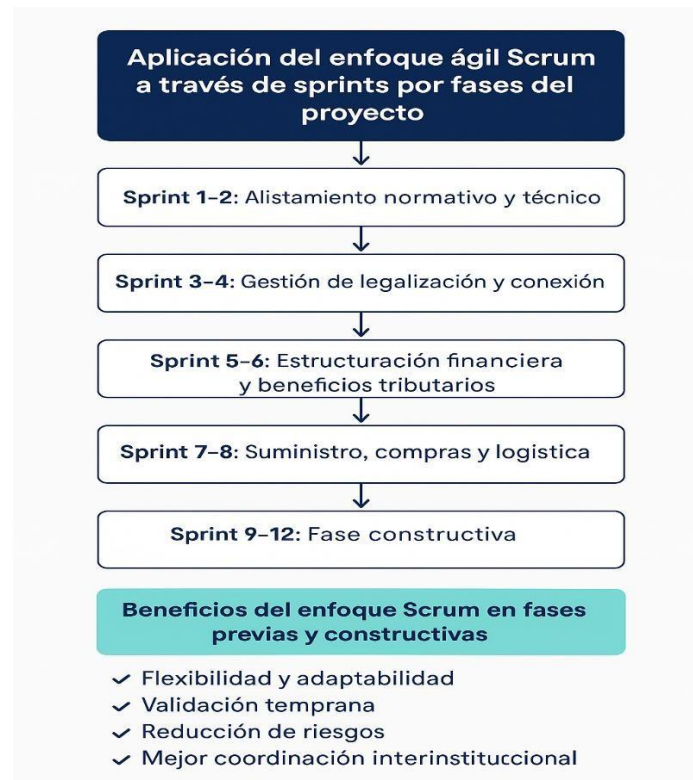 Aplicación del enfoque ágil Scrum
a través de sprints por fases del
proyecto
Sprint 1–2: Alistamiento normativo y técnico
Sprint 3–4: Gestión de legalización y conexión
Sprint 5–6: Estructuración financiera
y beneficios tributarios
Sprint 7–8: Suministro, compras y logistica
Sprint 9–12: Fase constructiva
Beneficios del enfoque Scrum en fases
previas y constructivas
✓ Flexibilidad y adaptabilidad
✓ Validación temprana
✓ Reducción de riesgos
✓ Mejor coordinación interinstituccional